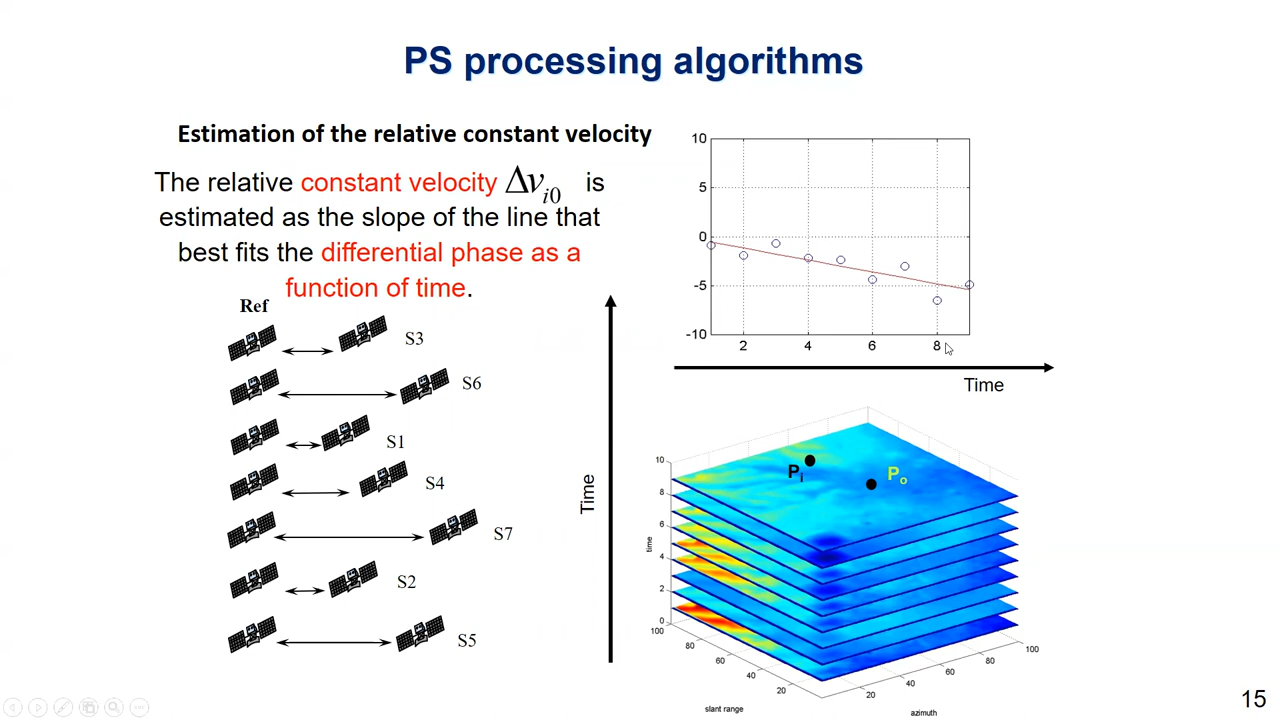 PS processing algorithms
Estimation of the relative constant velocity
The relative constant velocity Δv_i0 is
estimated as the slope of the line that
best fits the differential phase as a
function of time.
Ref
S3
S6
S1
S4
S7
S2
S5
Time
10
5
0
-5
-10
2 4 6 8
Time
Pi
Po
10
8
6
4
2
0
time
100
80
60
40
20
slant range
20
40
60
80
100
azimuth
15